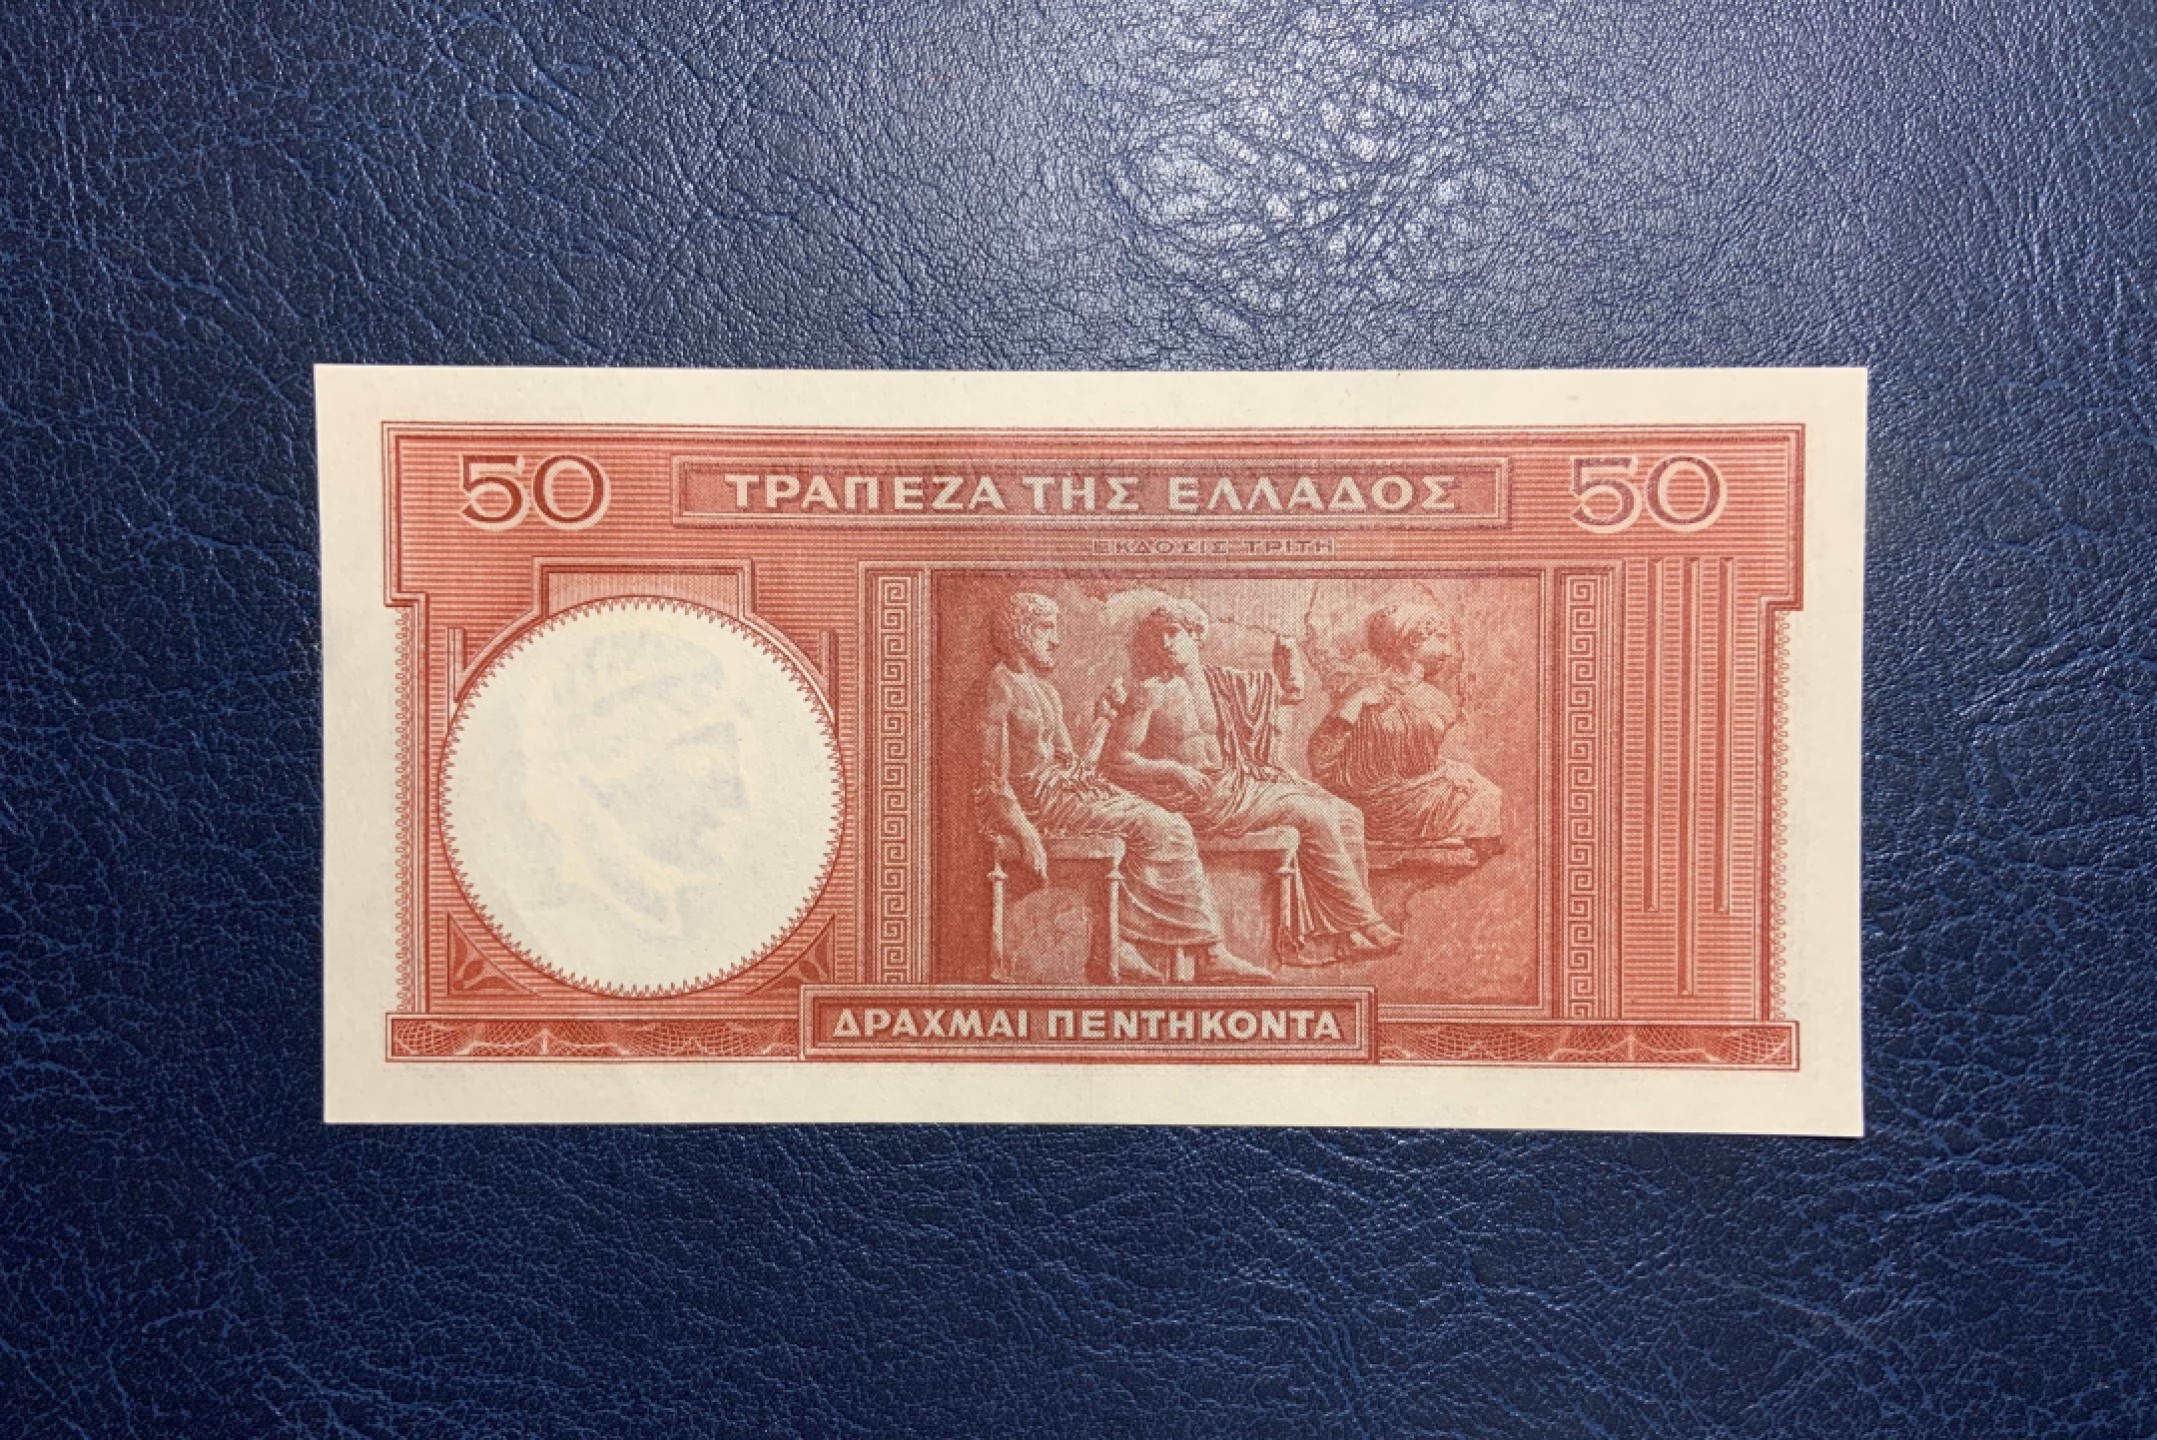 50 ΤΡΑΠΕΖΑ ΤΗΣ ΕΛΛΑΔΟΣ 50
ΕΚΔΟΣΙΣ ΤΡΙΤΗ
ΔΡΑΧΜΑΙ ΠΕΝΤΗΚΟΝΤΑ